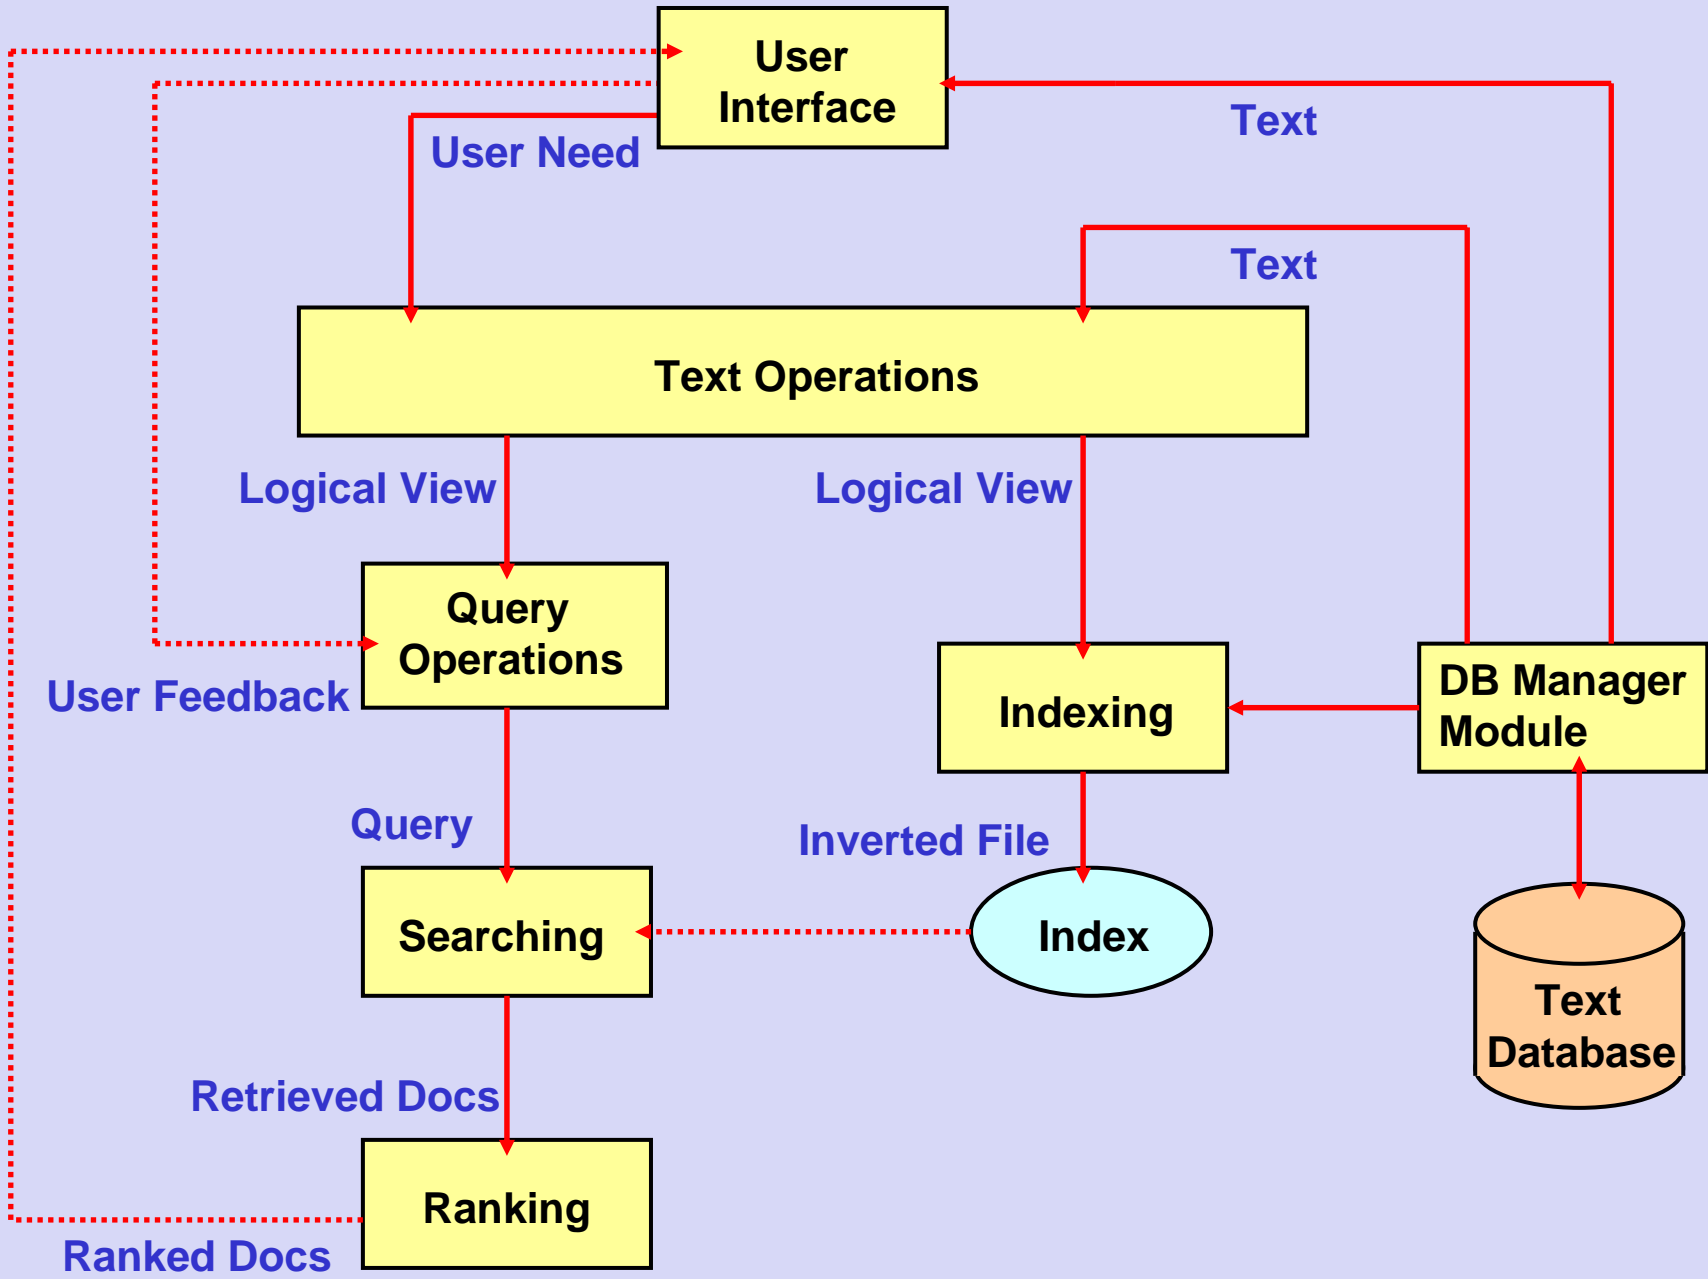 User
Interface
Text
User Need
Text
Text Operations
Logical View
Logical View
Query
Operations
User Feedback
Indexing
DB Manager
Module
Query
Inverted File
Searching
Index
Text
Database
Retrieved Docs
Ranking
Ranked Docs